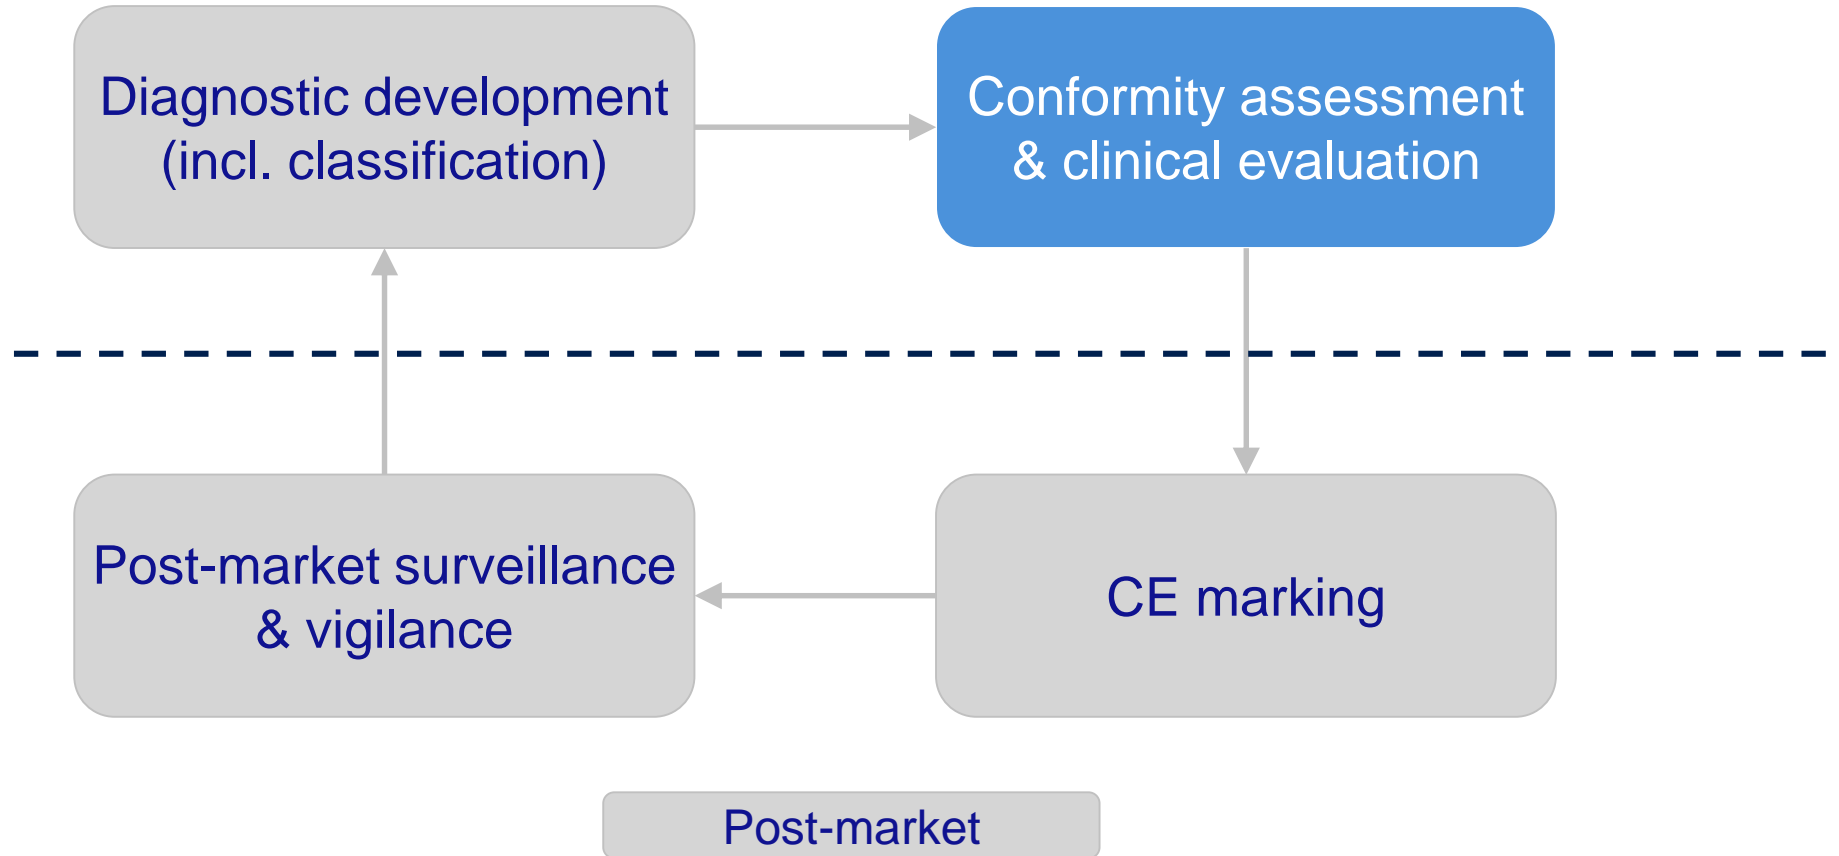 Diagnostic development
(incl. classification)
Conformity assessment
& clinical evaluation
Post-market surveillance
& vigilance
CE marking
Post-market